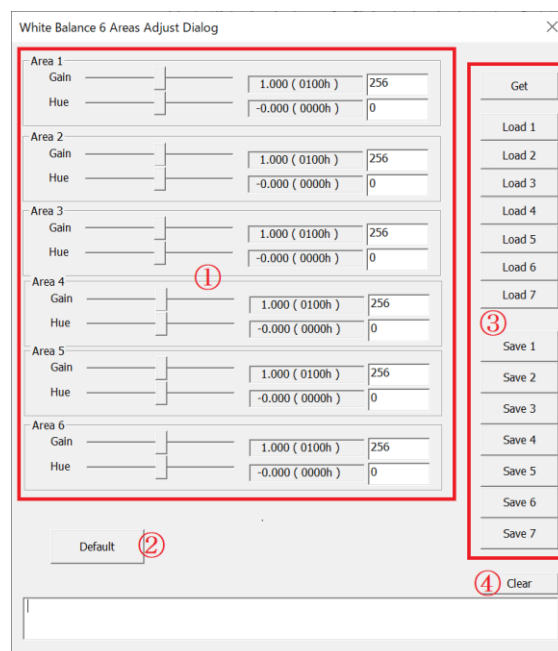 White Balance 6 Areas Adjust Dialog
Area 1
Gain 1.000 ( 0100h ) 256
Hue -0.000 ( 0000h ) 0
Area 2
Gain 1.000 ( 0100h ) 256
Hue -0.000 ( 0000h ) 0
Area 3
Gain 1.000 ( 0100h ) 256
Hue -0.000 ( 0000h ) 0
①
Area 4
Gain 1.000 ( 0100h ) 256
Hue -0.000 ( 0000h ) 0
Area 5
Gain 1.000 ( 0100h ) 256
Hue -0.000 ( 0000h ) 0
Area 6
Gain 1.000 ( 0100h ) 256
Hue -0.000 ( 0000h ) 0
Default ②
Get
Load 1
Load 2
Load 3
Load 4
Load 5
Load 6
Load 7
③
Save 1
Save 2
Save 3
Save 4
Save 5
Save 6
Save 7
④ Clear